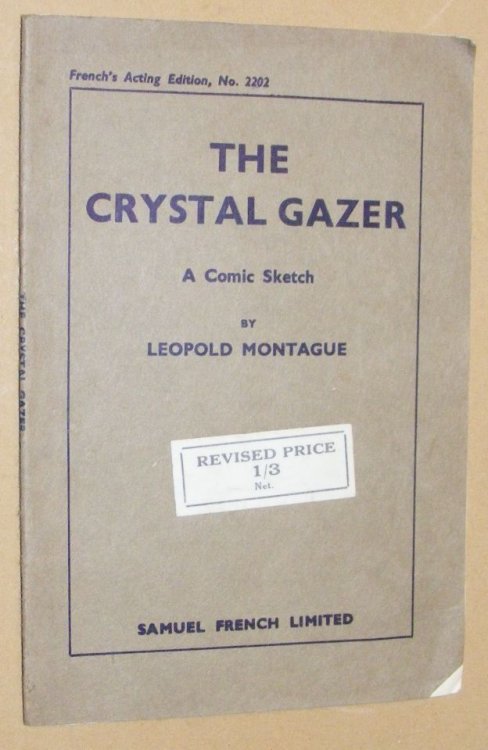 French's Acting Edition, No. 2202
THE
CRYSTAL GAZER
A Comic Sketch
BY
LEOPOLD MONTAGUE
REVISED PRICE
1/3
Net.
SAMUEL FRENCH LIMITED
THE CRYSTAL GAZER